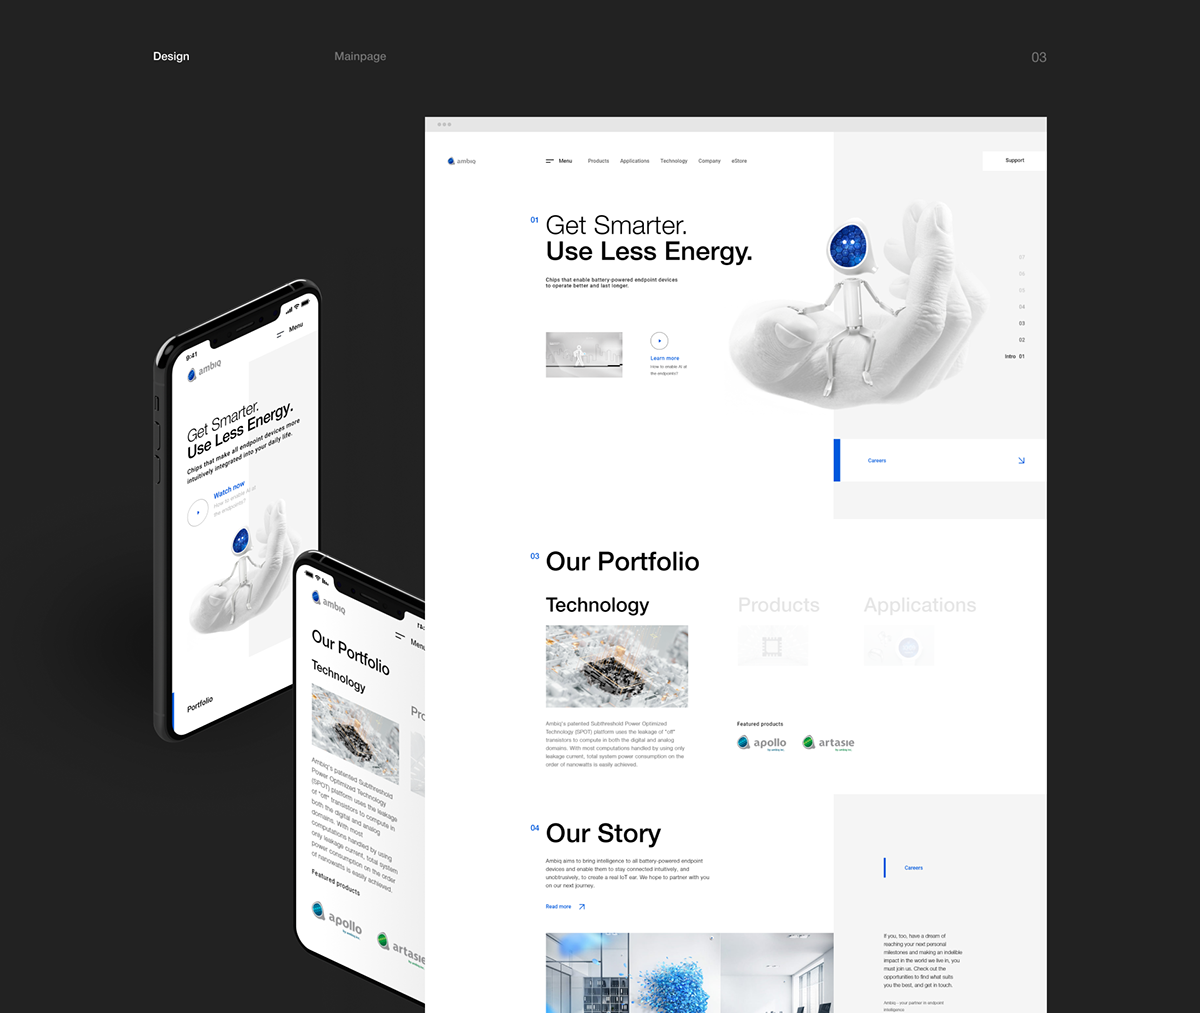 Design
Mainpage
03
ambiq
Menu
Products
Applications
Technology
Company
eStore
Support
01
Get Smarter.
Use Less Energy.
Chips that enable battery-powered endpoint devices
to operate better and last longer.
Learn more
How to enable AI at
the endpoints?
07
06
05
04
03
02
Intro 01
Careers
9:41
Menu
ambiq
Get Smarter.
Use Less Energy.
Chips that make all endpoint devices more
intuitively integrated into your daily life.
Watch now
How to enable AI at
the endpoints?
Portfolio
03
Our Portfolio
Technology
Products
Applications
Ambiq's patented Subthreshold Power Optimized
Technology (SPOT) platform uses the leakage of "off"
transistors to compute in both the digital and analog
domains. With most computations handled by using only
leakage current, total system power consumption on the
order of nanowatts is easily achieved.
Featured products
apollo
by ambiq inc
artasie
by ambiq inc
ambiq
Menu
Our Portfolio
Technology
Ambiq's patented Subthreshold
Power Optimized Technology
(SPOT) platform uses the leakage
of "off" transistors to compute in
both the digital and analog
domains. With most
computations handled by using
only leakage current, total system
power consumption on the order
of nanowatts is easily achieved.
Featured products
apollo
by ambiq inc
artasie
by ambiq inc
04
Our Story
Ambiq aims to bring intelligence to all battery-powered endpoint
devices and enable them to stay connected intuitively, and
unobtrusively, to create a real IoT ear. We hope to partner with you
on our next journey.
Read more
Careers
If you, too, have a dream of
reaching your next personal
milestones and making an indelible
impact in the world we live in, you
must join us. Check out the
opportunities to find what suits
you the best, and get in touch.
Ambiq - your partner in endpoint
intelligence